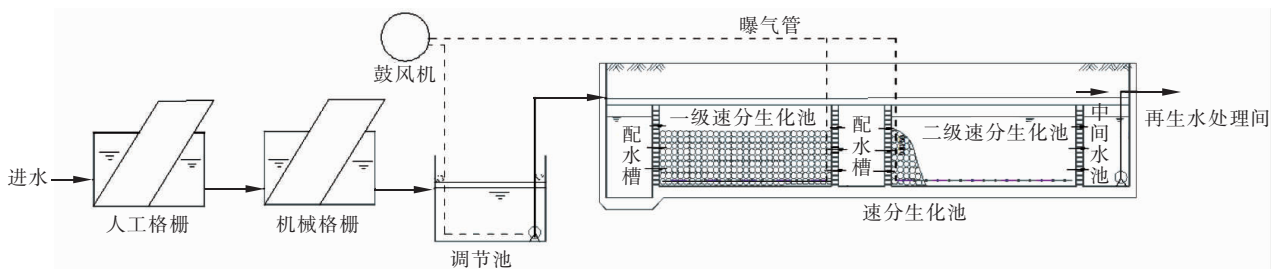 曝气管
鼓风机
进水
人工格栅
机械格栅
调节池
配水槽
一级速分生化池
配水槽
二级速分生化池
中间水池
再生水处理间
速分生化池